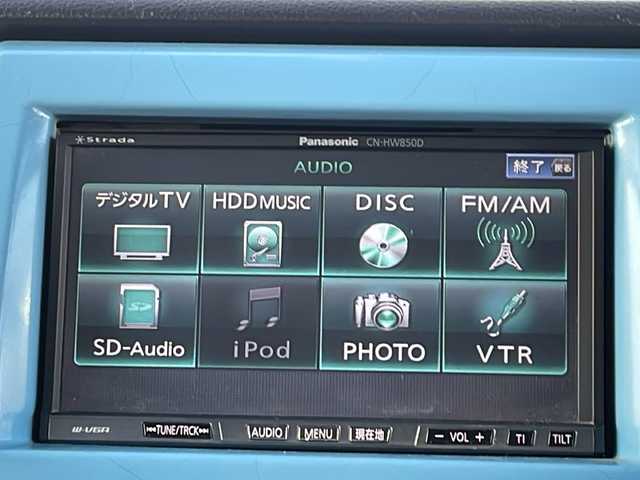 Strada Panasonic CN-HW850D
AUDIO 終了 戻る
デジタルTV HDD MUSIC DISC FM/AM
SD
SD-Audio iPod PHOTO VTR
W-VGA TUNE/TRCK AUDIO MENU 現在地 - VOL + TI TILT